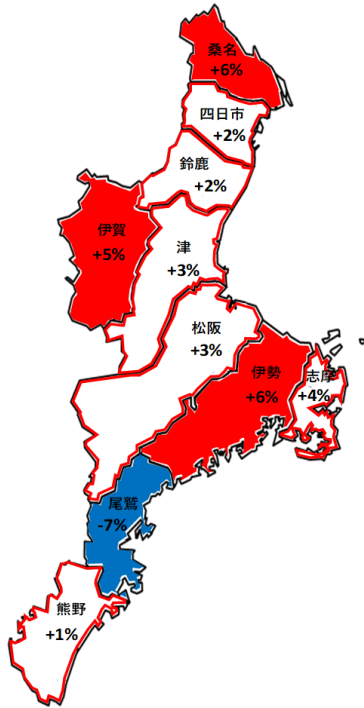 桑名
+6%
四日市
+2%
鈴鹿
+2%
伊賀
+5%
津
+3%
松阪
+3%
伊勢
+6%
志摩
+4%
尾鷲
-7%
熊野
+1%